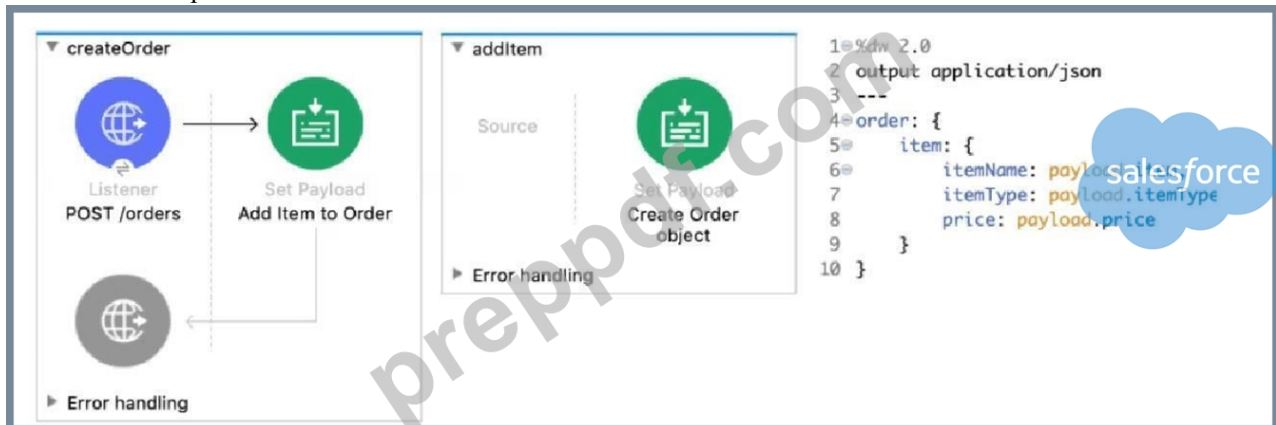 createOrder
Listener
POST /orders
Set Payload
Add Item to Order
Error handling
addItem
Source
Set Payload
Create Order
object
Error handling
1 %dw 2.0
2 output application/json
3 ---
4 order: {
5 item: {
6 itemName:
7 itemType: payload.itemType
8 price: payload.price
9 }
10 }
salesforce
preppdf.com